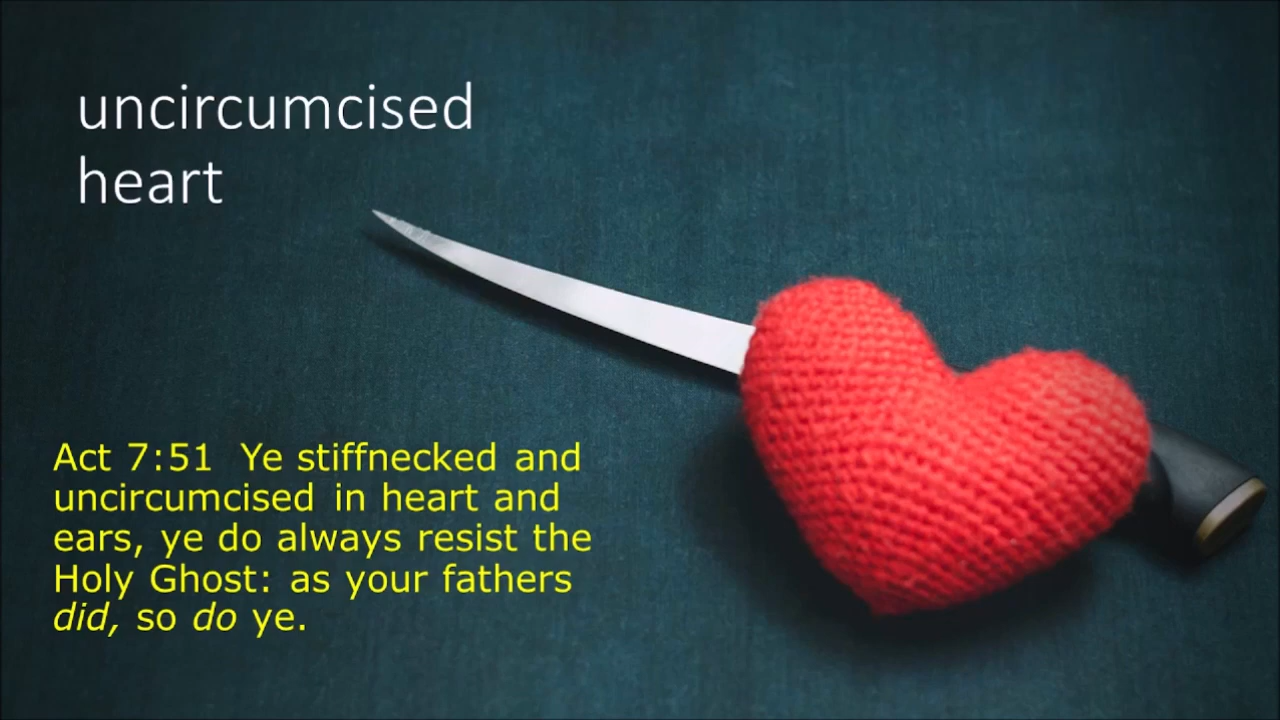 uncircumcised
heart
Act 7:51  Ye stiffnecked and
uncircumcised in heart and
ears, ye do always resist the
Holy Ghost: as your fathers
did, so do ye.